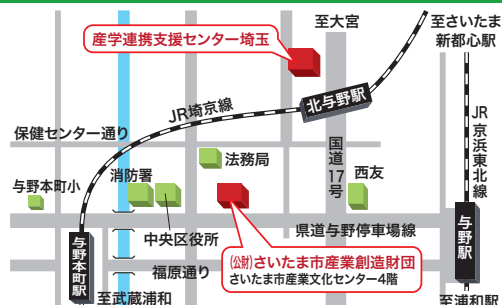 至大宮
至さいたま
新都心駅
産学連携支援センター埼玉
北与野駅
JR埼京線
JR京浜東北線
保健センター通り
国道17号
法務局
消防署
西友
与野本町小
中央区役所
県道与野停車場線
与野駅
与野本町駅
(公財)さいたま市産業創造財団
さいたま市産業文化センター4階
福原通り
至武蔵浦和
至浦和駅